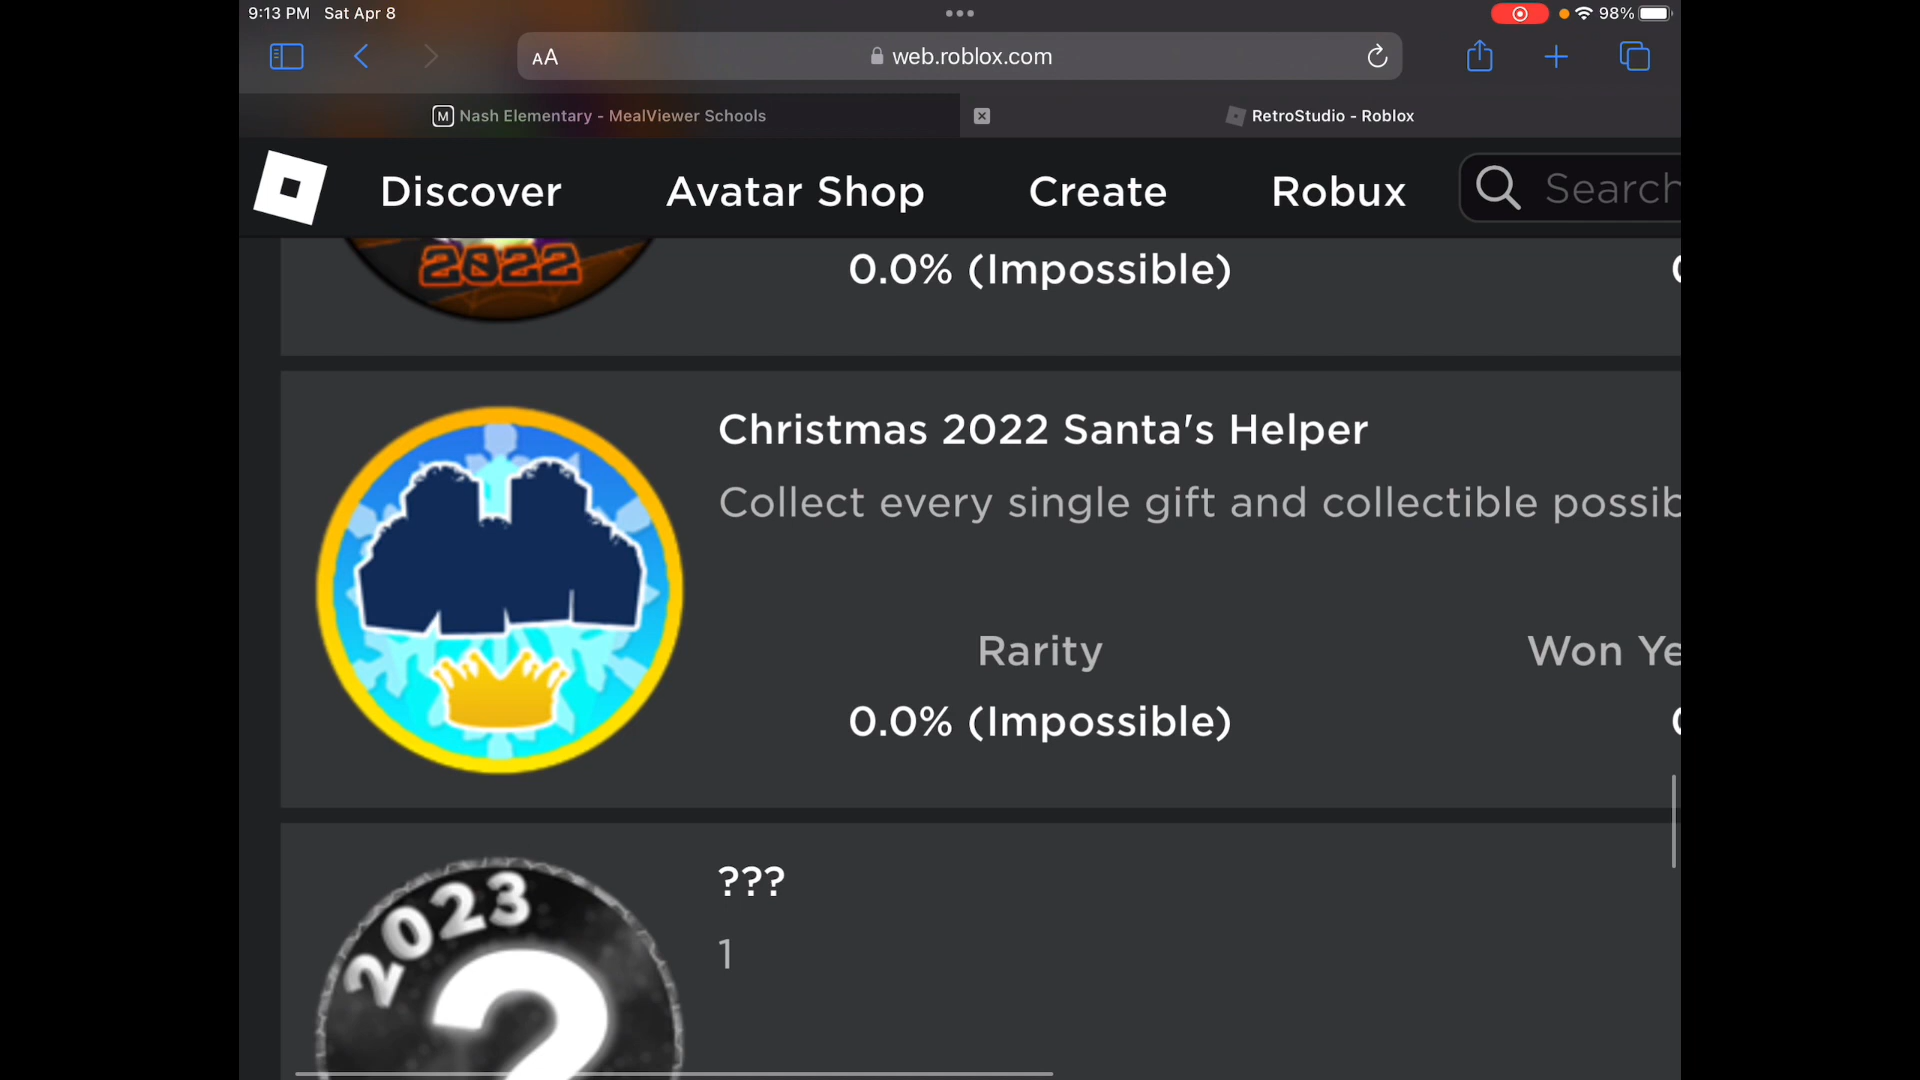 9:13 PM Sat Apr 8
98%
AA
web.roblox.com
M Nash Elementary - MealViewer Schools
RetroStudio - Roblox
Discover
Avatar Shop
Create
Robux
Search
2022
0.0% (Impossible)
Christmas 2022 Santa's Helper
Collect every single gift and collectible possib
Rarity
Won Ye
0.0% (Impossible)
2023
?
???
1